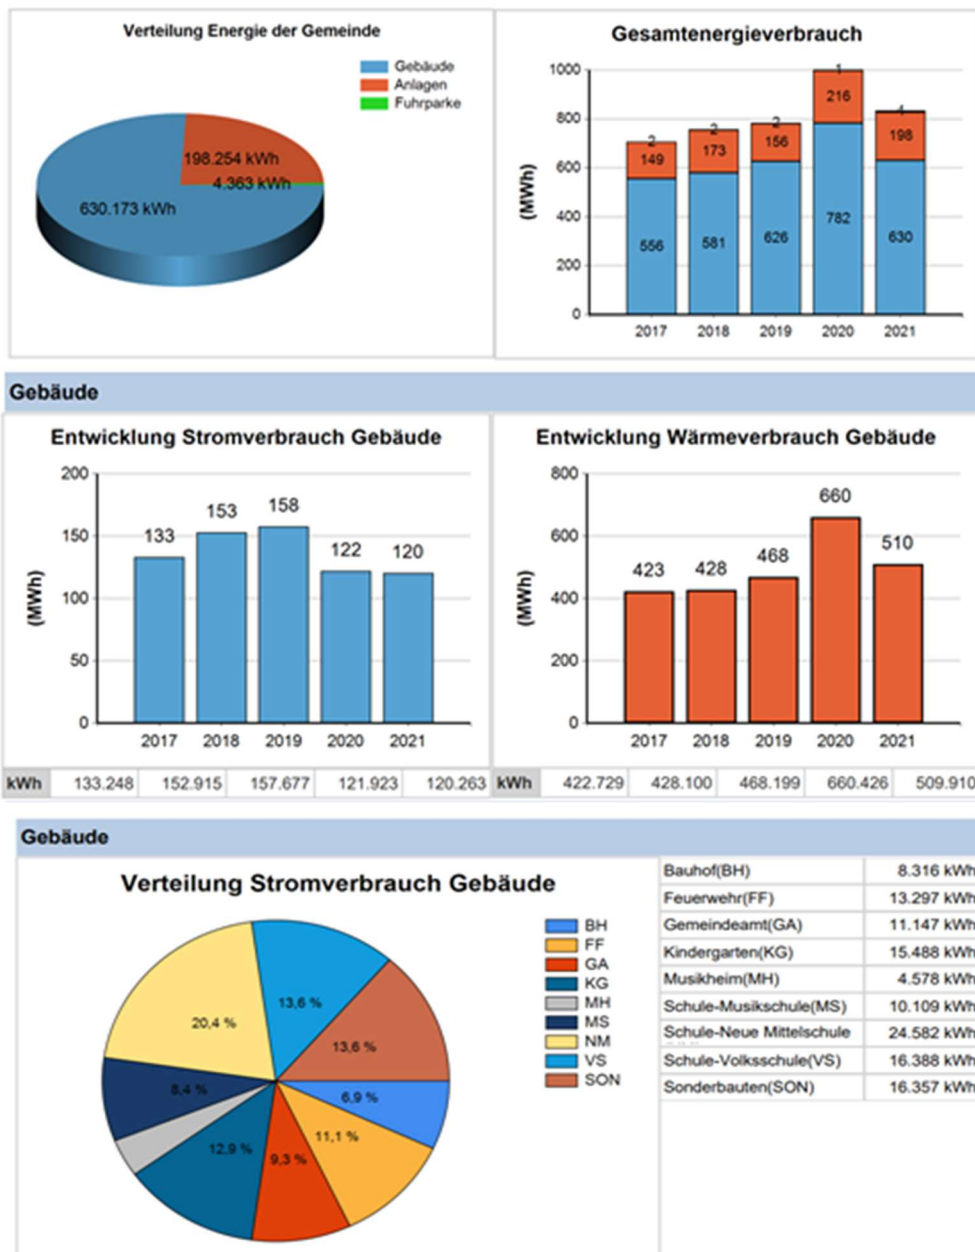 Verteilung Energie der Gemeinde
Gebäude
Anlagen
Fuhrparke
198.254 kWh
4.363 kWh
630.173 kWh
Gesamtenergieverbrauch
(MWh)
1000
800
600
400
200
0
2 2 2 1 4
149 173 156 216 198
556 581 626 782 630
2017 2018 2019 2020 2021
Gebäude
Entwicklung Stromverbrauch Gebäude
(MWh)
200
150
100
50
0
133 153 158 122 120
2017 2018 2019 2020 2021
kWh 133.248 152.915 157.677 121.923 120.263
Entwicklung Wärmeverbrauch Gebäude
(MWh)
800
600
400
200
0
423 428 468 660 510
2017 2018 2019 2020 2021
kWh 422.729 428.100 468.199 660.426 509.910
Gebäude
Verteilung Stromverbrauch Gebäude
13,6 %
20,4 %
13,6 %
8,4 %
6,9 %
11,1 %
12,9 %
9,3 %
BH
FF
GA
KG
MH
MS
NM
VS
SON
Bauhof(BH) 8.316 kWh
Feuerwehr(FF) 13.297 kWh
Gemeindeamt(GA) 11.147 kWh
Kindergarten(KG) 15.488 kWh
Musikheim(MH) 4.578 kWh
Schule-Musikschule(MS) 10.109 kWh
Schule-Neue Mittelschule 24.582 kWh
Schule-Volksschule(VS) 16.388 kWh
Sonderbauten(SON) 16.357 kWh